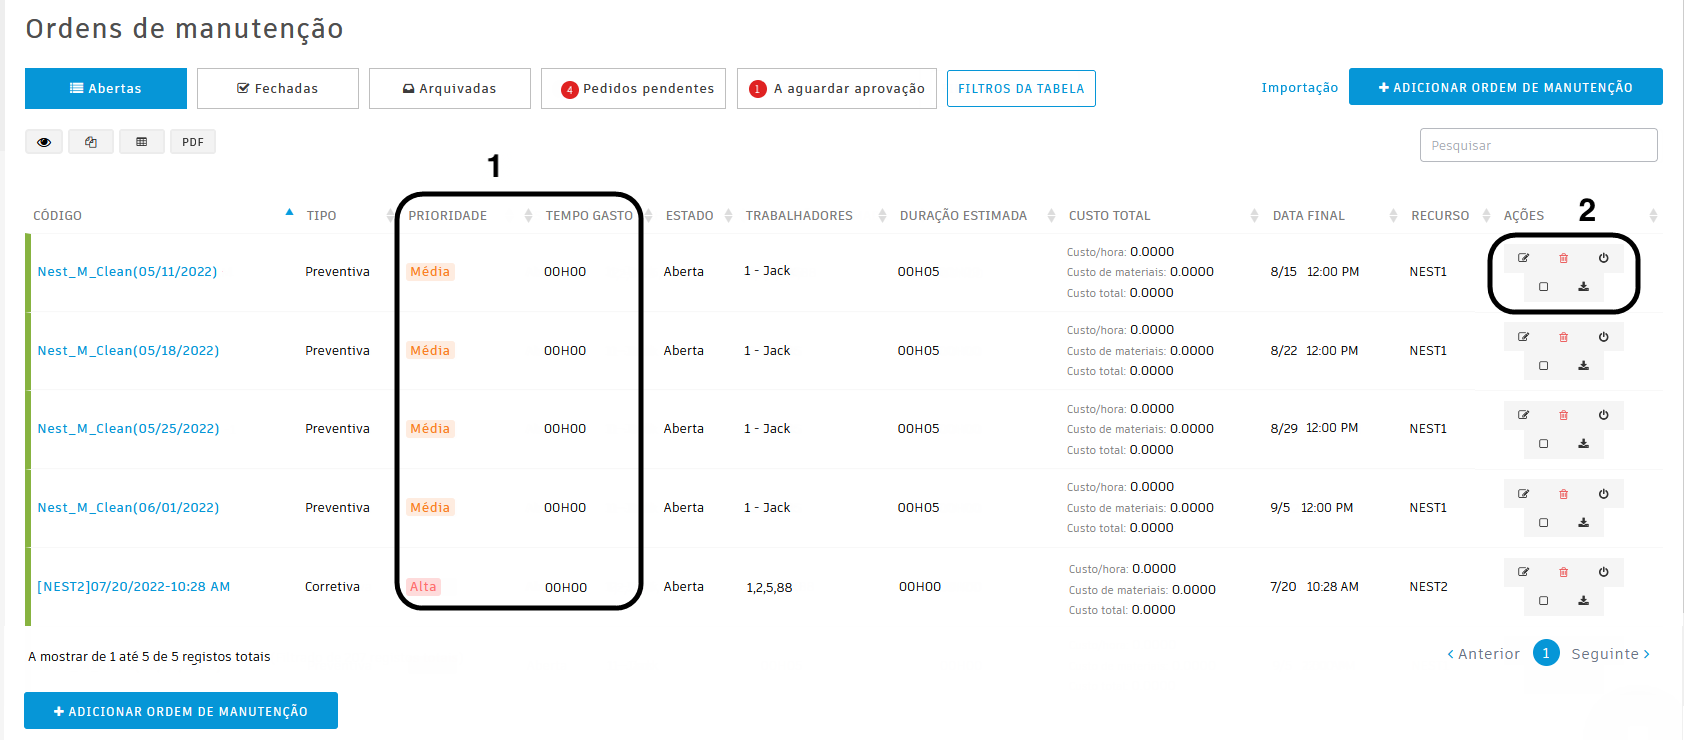 Ordens de manutenção
Abertas
Fechadas
Arquivadas
4 Pedidos pendentes
1 A aguardar aprovação
FILTROS DA TABELA
Importação
+ ADICIONAR ORDEM DE MANUTENÇÃO
PDF
Pesquisar
1
2
CÓDIGO TIPO PRIORIDADE TEMPO GASTO ESTADO TRABALHADORES DURAÇÃO ESTIMADA CUSTO TOTAL DATA FINAL RECURSO AÇÕES
Nest_M_Clean(05/11/2022) Preventiva Média 00H00 Aberta 1 - Jack 00H05
Custo/hora: 0.0000
Custo de materiais: 0.0000
Custo total: 0.0000
8/15 12:00 PM NEST1
Nest_M_Clean(05/18/2022) Preventiva Média 00H00 Aberta 1 - Jack 00H05
Custo/hora: 0.0000
Custo de materiais: 0.0000
Custo total: 0.0000
8/22 12:00 PM NEST1
Nest_M_Clean(05/25/2022) Preventiva Média 00H00 Aberta 1 - Jack 00H05
Custo/hora: 0.0000
Custo de materiais: 0.0000
Custo total: 0.0000
8/29 12:00 PM NEST1
Nest_M_Clean(06/01/2022) Preventiva Média 00H00 Aberta 1 - Jack 00H05
Custo/hora: 0.0000
Custo de materiais: 0.0000
Custo total: 0.0000
9/5 12:00 PM NEST1
[NEST2]07/20/2022-10:28 AM Corretiva Alta 00H00 Aberta 1,2,5,88 00H00
Custo/hora: 0.0000
Custo de materiais: 0.0000
Custo total: 0.0000
7/20 10:28 AM NEST2
A mostrar de 1 até 5 de 5 registos totais
‹ Anterior 1 Seguinte ›
+ ADICIONAR ORDEM DE MANUTENÇÃO